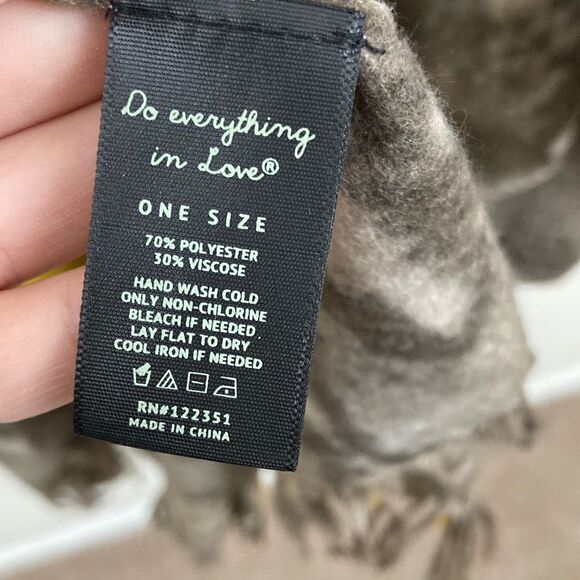 Do everything
in Love®
ONE SIZE
70% POLYESTER
30% VISCOSE
HAND WASH COLD
ONLY NON-CHLORINE
BLEACH IF NEEDED
LAY FLAT TO DRY
COOL IRON IF NEEDED
RN#122351
MADE IN CHINA